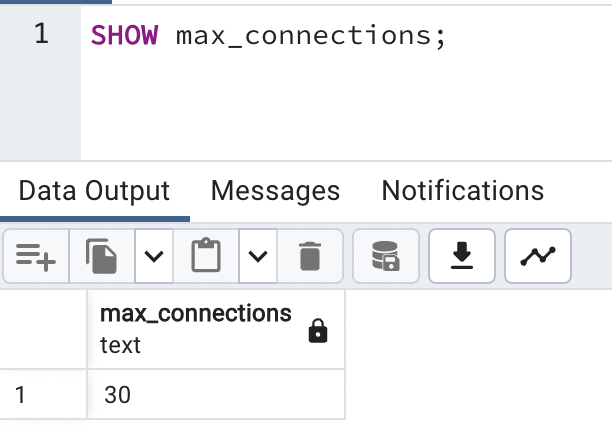 1 SHOW max_connections;
Data Output Messages Notifications
max_connections
text
1 30